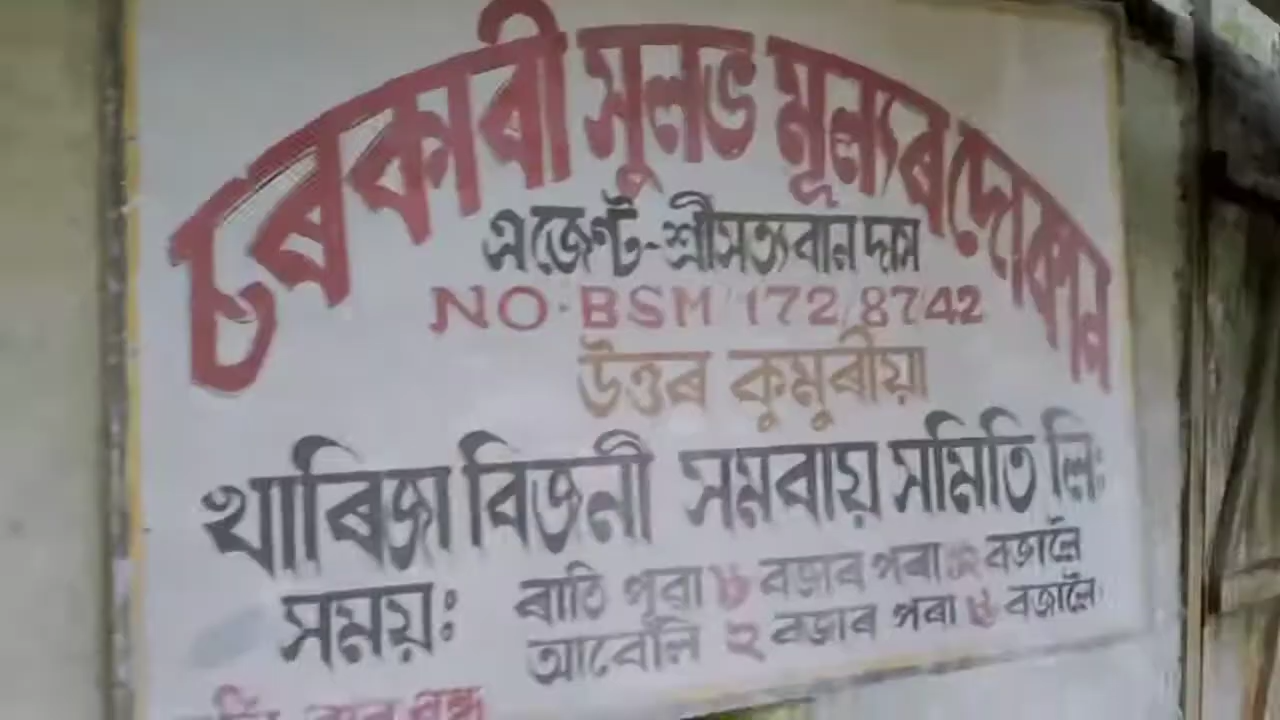 চৰকাৰী সুলভ মূল্যৰ দোকান
এজেণ্ট-শ্ৰীসত্যবান দাস
NO·BSM/172/8742
উত্তৰ কুমুৰীয়া
খাৰিজা বিজনী সমবায় সমিতি লিঃ
সময়ঃ
ৰাতি পুৱা ৮ বজাৰ পৰা বজালৈ
আবেলি ২ বজাৰ পৰা ৬ বজালৈ
বন্ধ